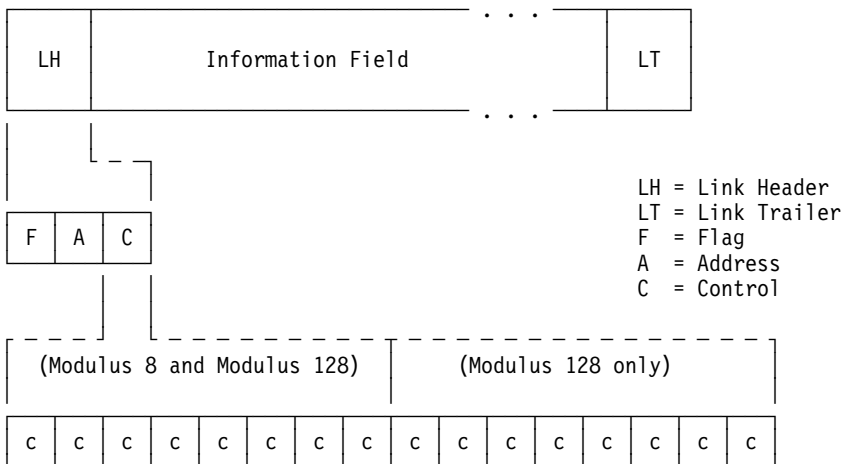 . . .
LH Information Field LT
. . .
LH = Link Header
LT = Link Trailer
F A C F = Flag
A = Address
C = Control
(Modulus 8 and Modulus 128) (Modulus 128 only)
c c c c c c c c c c c c c c c c